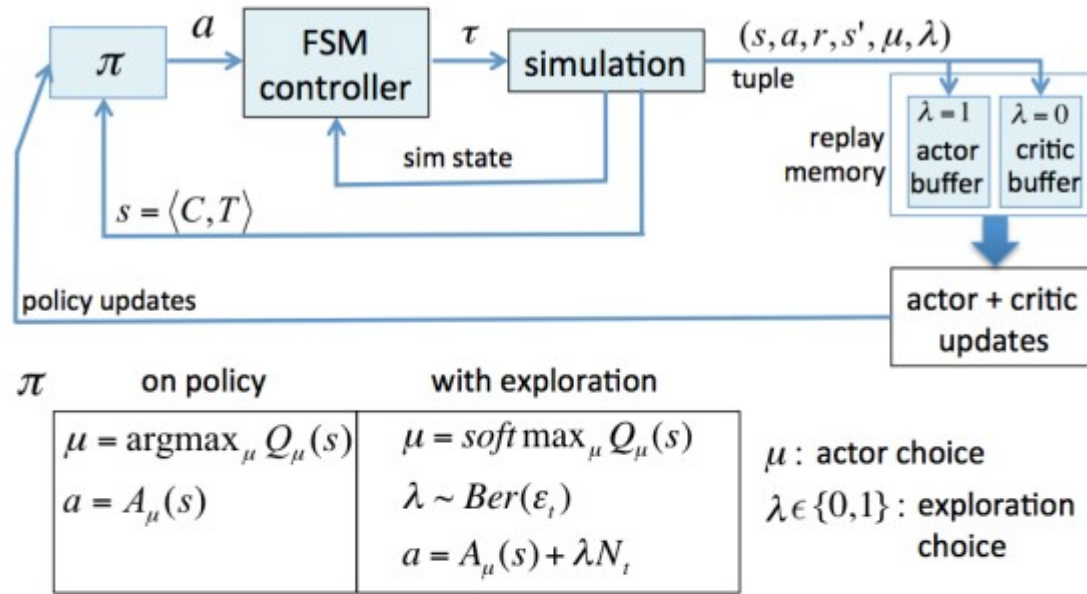 π
a
FSM
controller
τ
simulation
(s, a, r, s', μ, λ)
tuple
λ = 1
actor
buffer
λ = 0
critic
buffer
replay
memory
sim state
s = ⟨C, T⟩
policy updates
actor + critic
updates
π
on policy
with exploration
μ = argmax_μ Q_μ(s)
a = A_μ(s)
μ = soft max_μ Q_μ(s)
λ ~ Ber(ε_t)
a = A_μ(s) + λN_t
μ : actor choice
λ ϵ {0,1} : exploration
choice